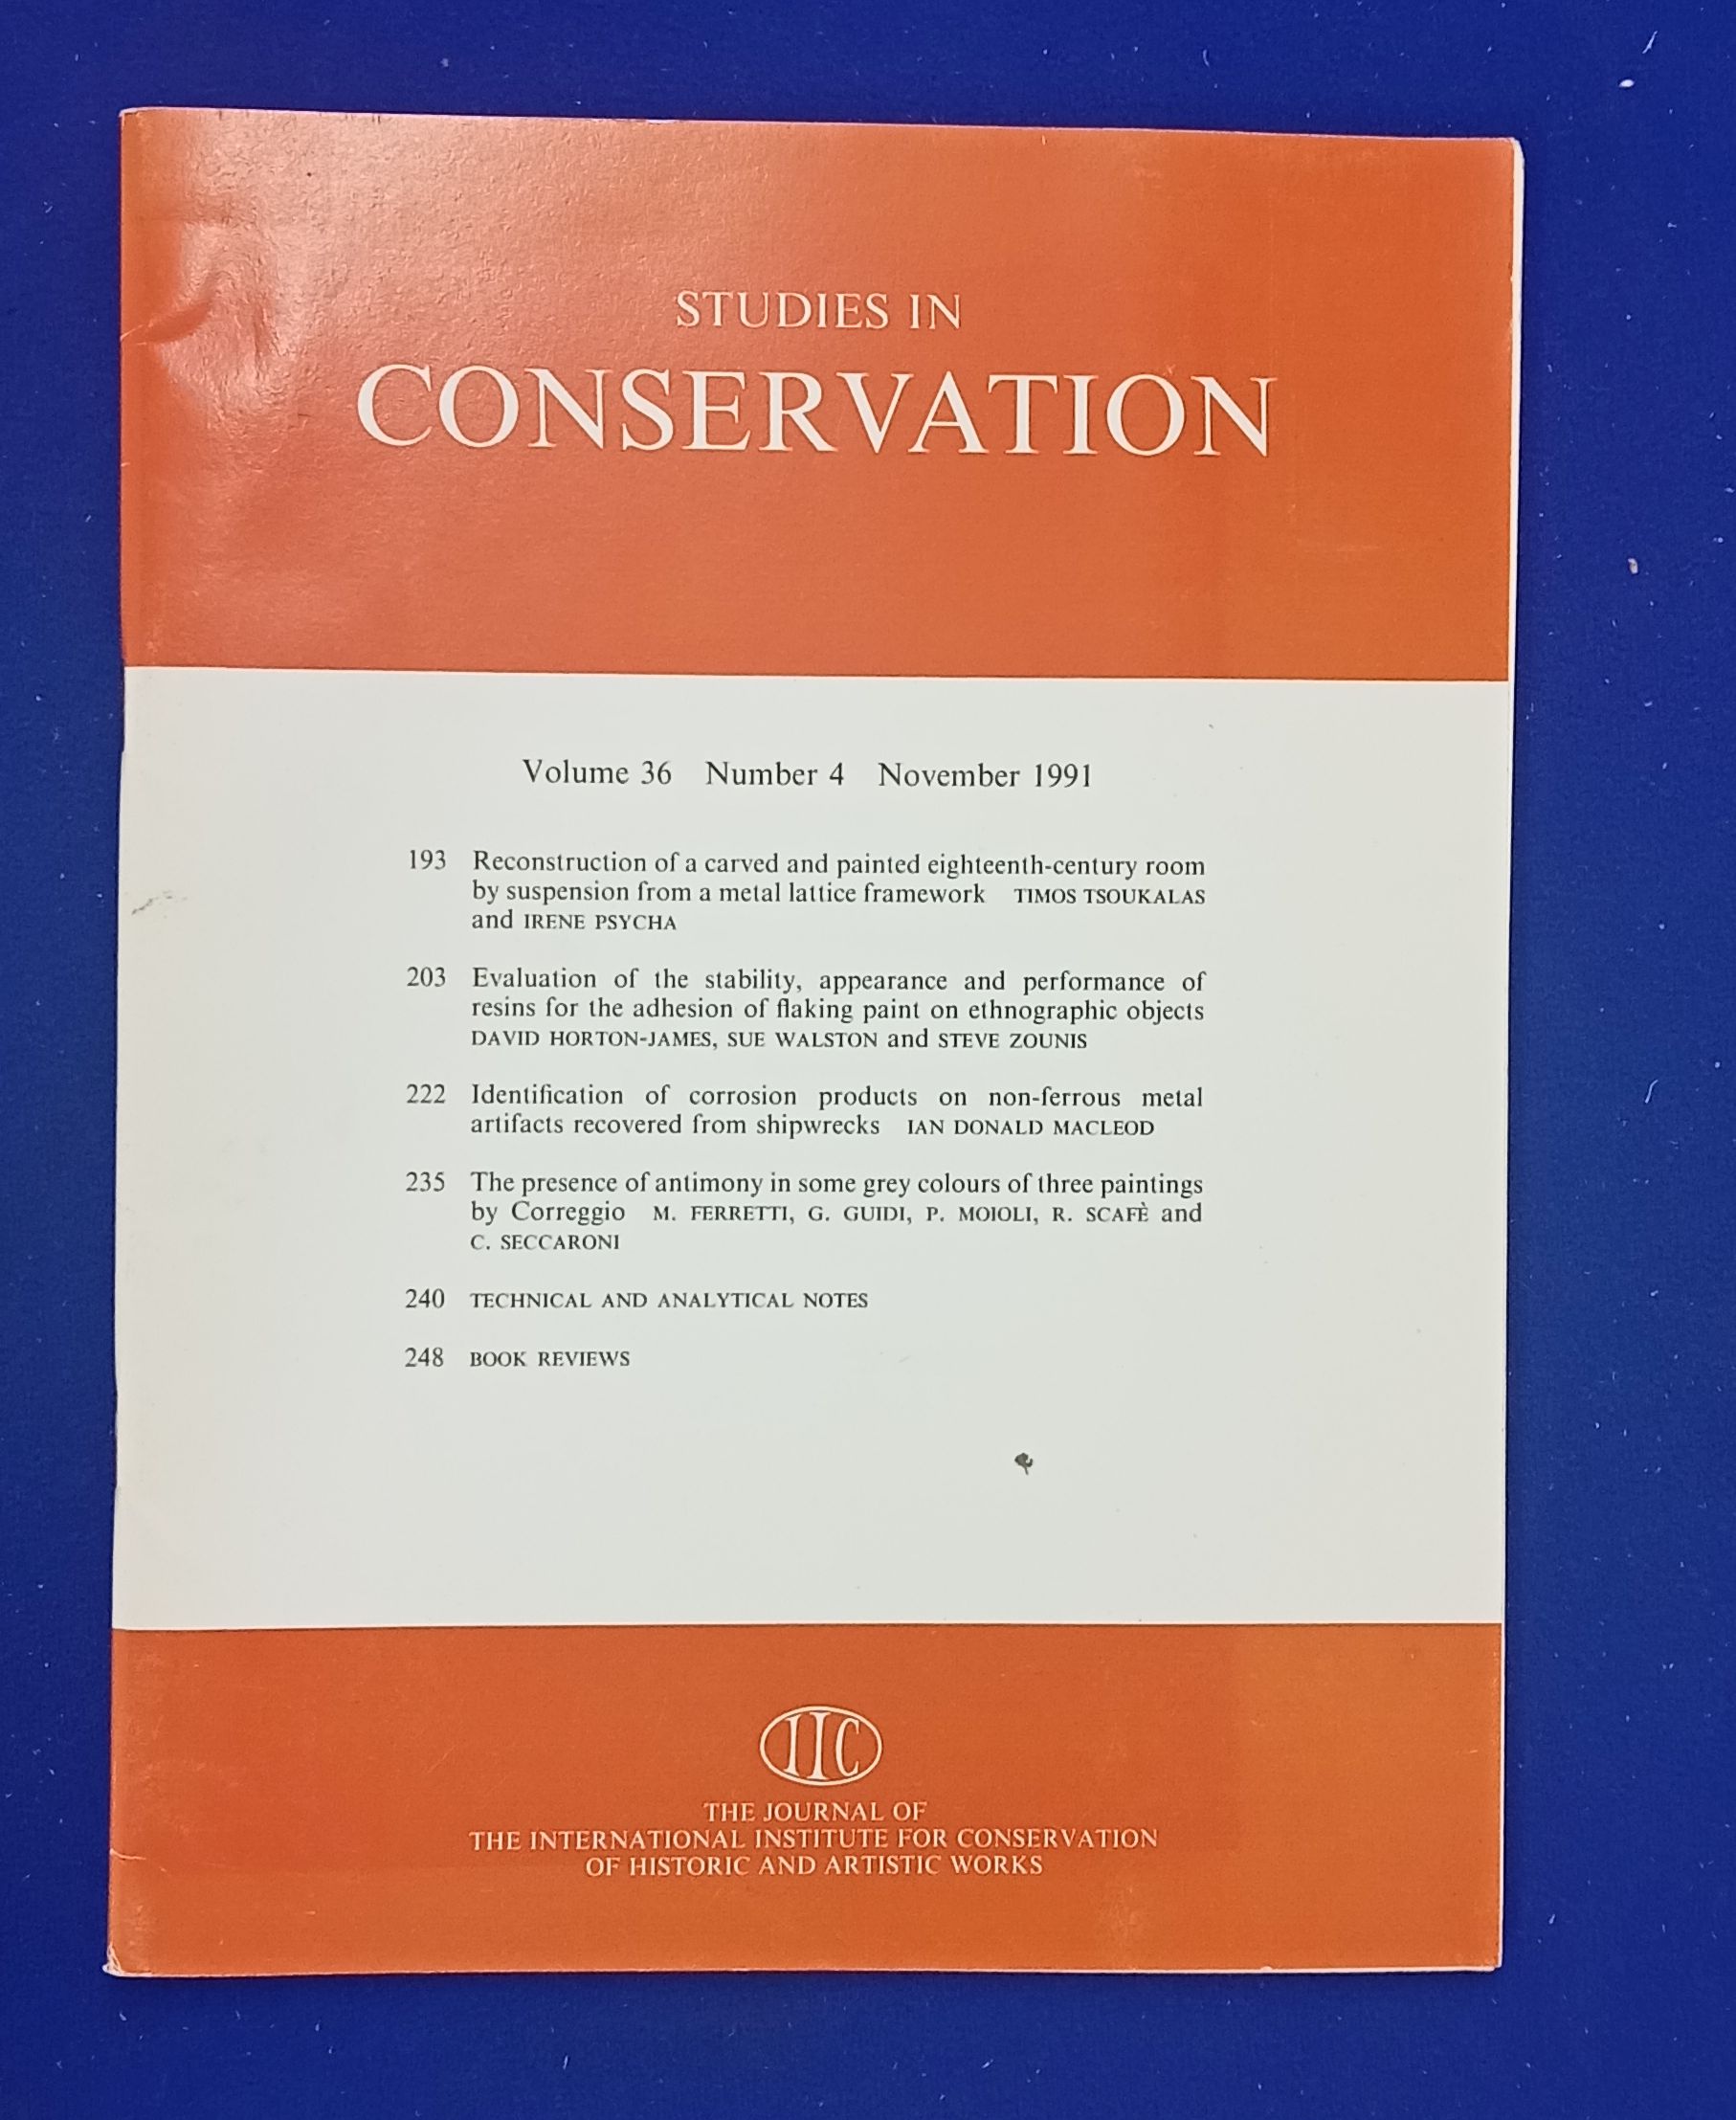 STUDIES IN
CONSERVATION
Volume 36 Number 4 November 1991
193 Reconstruction of a carved and painted eighteenth-century room
by suspension from a metal lattice framework TIMOS TSOUKALAS
and IRENE PSYCHA
203 Evaluation of the stability, appearance and performance of
resins for the adhesion of flaking paint on ethnographic objects
DAVID HORTON-JAMES, SUE WALSTON and STEVE ZOUNIS
222 Identification of corrosion products on non-ferrous metal
artifacts recovered from shipwrecks IAN DONALD MACLEOD
235 The presence of antimony in some grey colours of three paintings
by Correggio M. FERRETTI, G. GUIDI, P. MOIOLI, R. SCAFÈ and
C. SECCARONI
240 TECHNICAL AND ANALYTICAL NOTES
248 BOOK REVIEWS
IIC
THE JOURNAL OF
THE INTERNATIONAL INSTITUTE FOR CONSERVATION
OF HISTORIC AND ARTISTIC WORKS